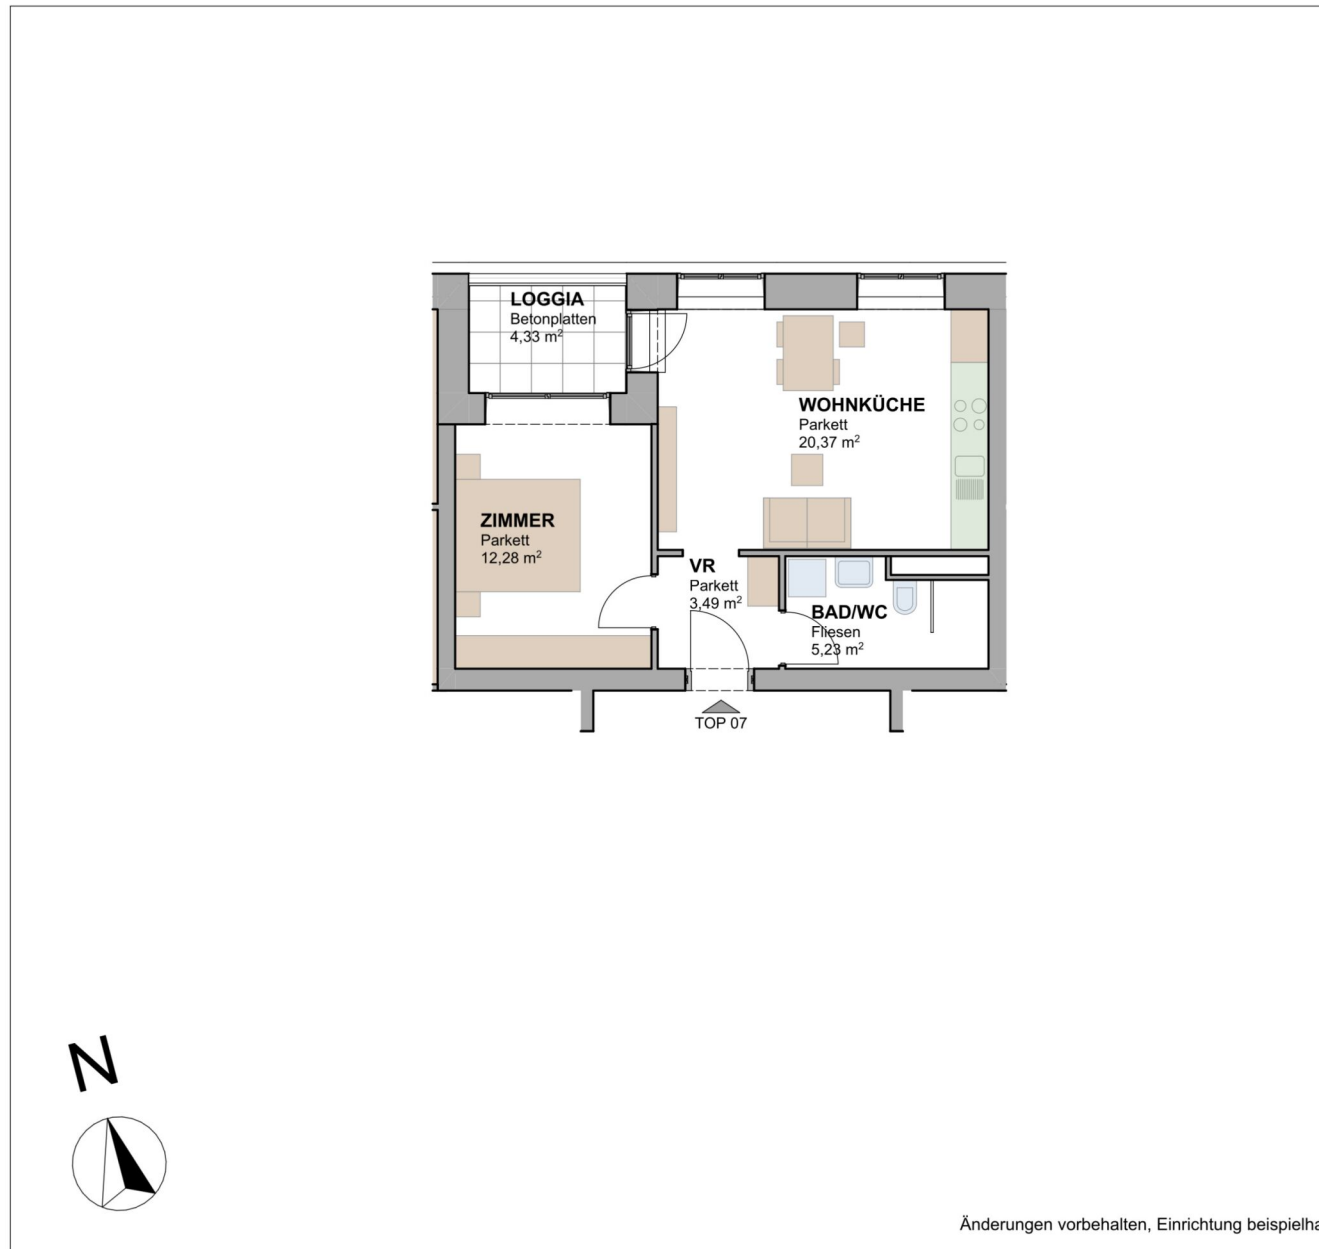 LOGGIA
Betonplatten
4,33 m²
WOHNKÜCHE
Parkett
20,37 m²
ZIMMER
Parkett
12,28 m²
VR
Parkett
3,49 m²
BAD/WC
Fliesen
5,23 m²
TOP 07
N
Änderungen vorbehalten, Einrichtung